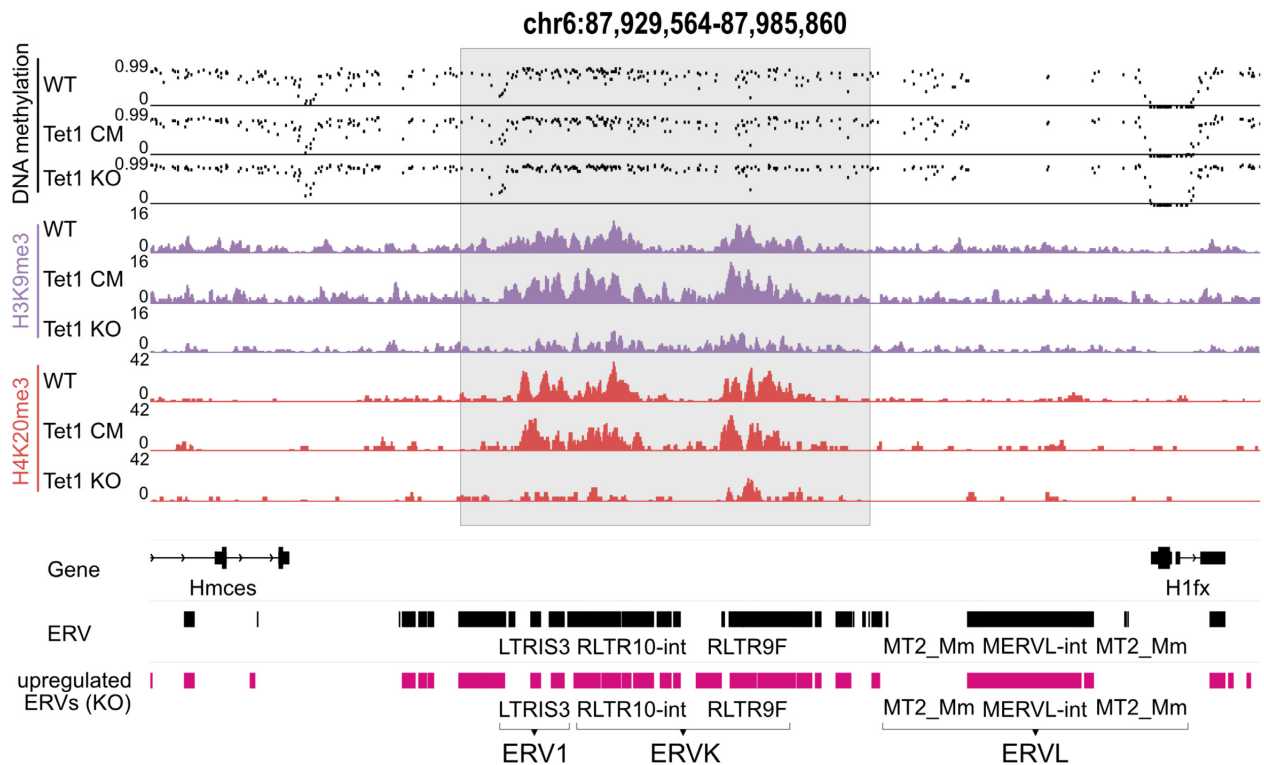 chr6:87,929,564-87,985,860
DNA methylation
WT
0.99
0
Tet1 CM
0.99
0
Tet1 KO
0.99
0
H3K9me3
WT
16
0
Tet1 CM
16
0
Tet1 KO
16
0
H4K20me3
WT
42
0
Tet1 CM
42
0
Tet1 KO
42
0
Gene
Hmces
H1fx
ERV
LTRIS3 RLTR10-int RLTR9F MT2_Mm MERVL-int MT2_Mm
upregulated
ERVs (KO)
LTRIS3 RLTR10-int RLTR9F MT2_Mm MERVL-int MT2_Mm
ERV1 ERVK ERVL